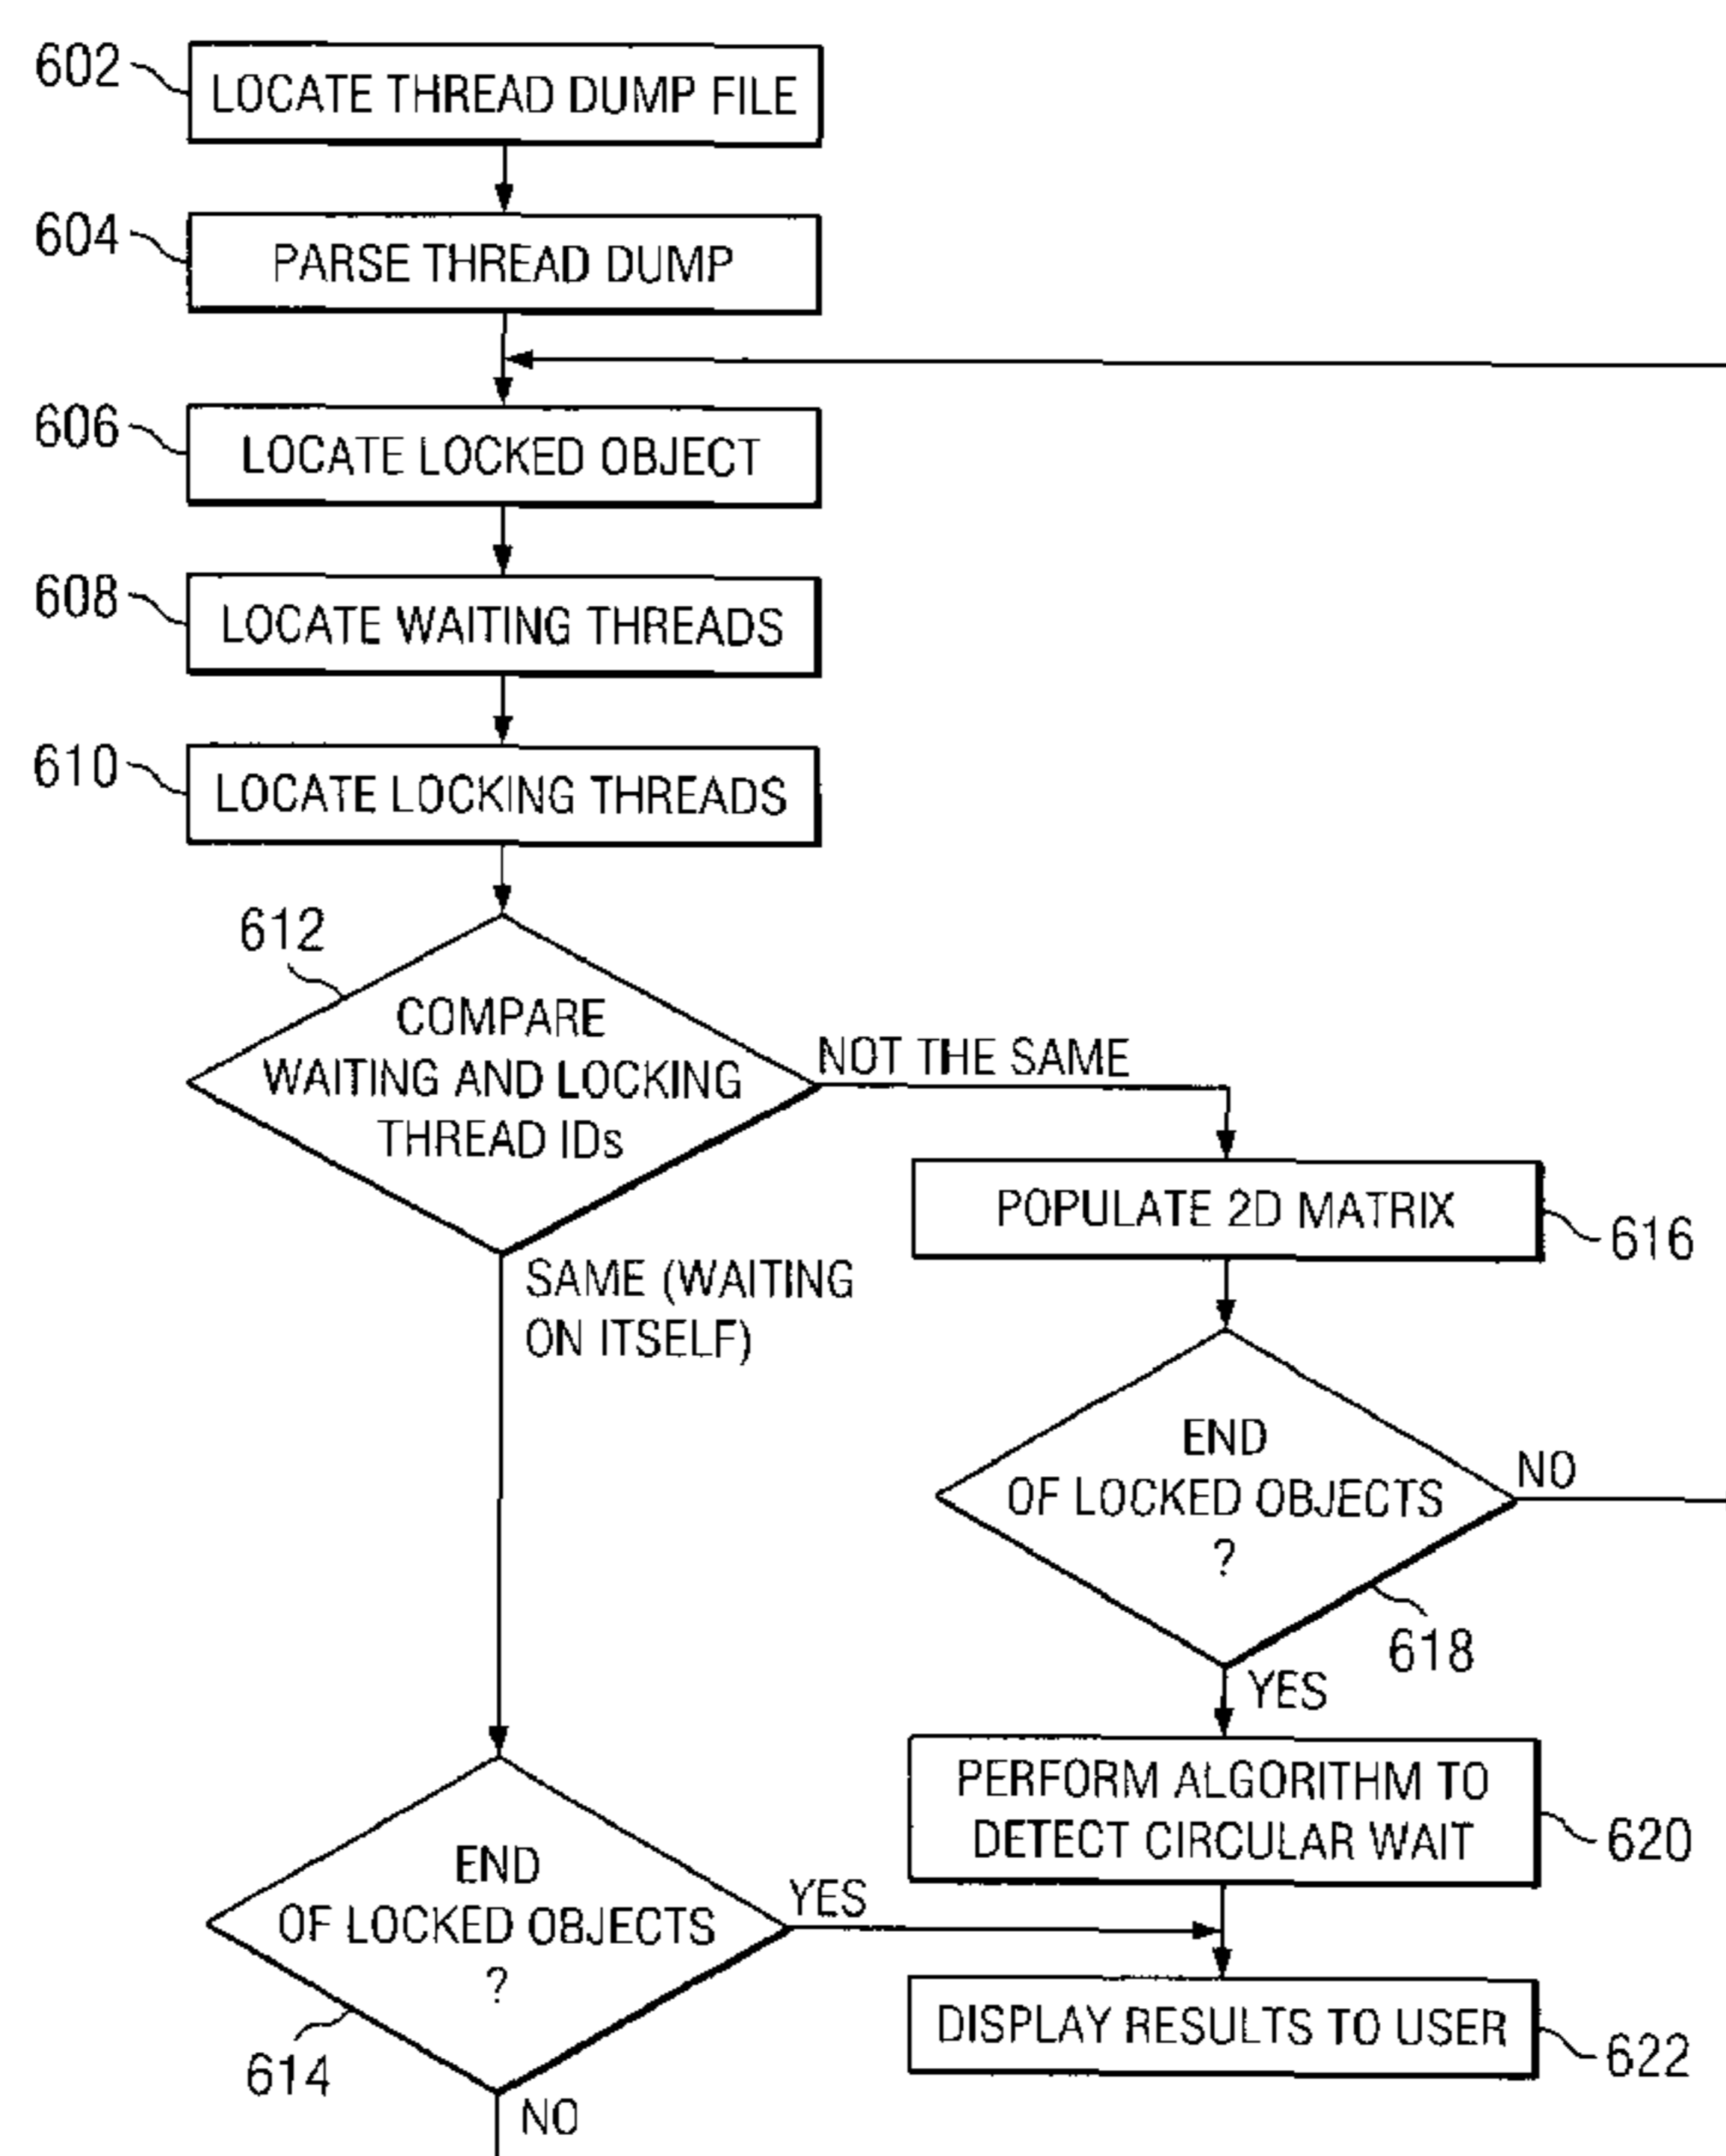 602
LOCATE THREAD DUMP FILE
604
PARSE THREAD DUMP
606
LOCATE LOCKED OBJECT
608
LOCATE WAITING THREADS
610
LOCATE LOCKING THREADS
612
COMPARE
WAITING AND LOCKING
THREAD IDs
NOT THE SAME
SAME (WAITING
ON ITSELF)
POPULATE 2D MATRIX
616
END
OF LOCKED OBJECTS
?
NO
618
YES
PERFORM ALGORITHM TO
DETECT CIRCULAR WAIT
620
END
OF LOCKED OBJECTS
?
YES
614
NO
DISPLAY RESULTS TO USER
622